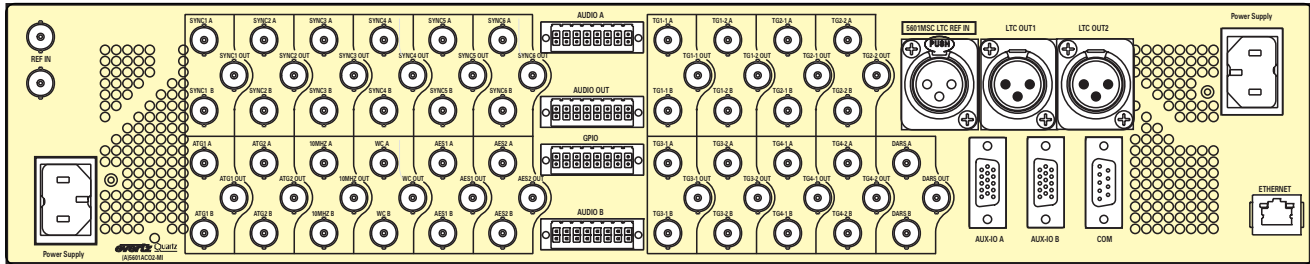 SYNC1 A SYNC2 A SYNC3 A SYNC4 A SYNC5 A SYNC6 A AUDIO A TG1-1 A TG1-2 A TG2-1 A TG2-2 A 5601MSC LTC REF IN LTC OUT1 LTC OUT2 Power Supply
PUSH
REF IN
SYNC1 OUT SYNC2 OUT SYNC3 OUT SYNC4 OUT SYNC5 OUT SYNC6 OUT TG1-1 OUT TG1-2 OUT TG2-1 OUT TG2-2 OUT
SYNC1 B SYNC2 B SYNC3 B SYNC4 B SYNC5 B SYNC6 B AUDIO OUT TG1-1 B TG1-2 B TG2-1 B TG2-2 B
GPIO
ATG1 A ATG2 A 10MHZ A WC A AES1 A AES2 A TG3-1 A TG3-2 A TG4-1 A TG4-2 A DARS A
ATG1 OUT ATG2 OUT 10MHZ OUT WC OUT AES1 OUT AES2 OUT TG3-1 OUT TG3-2 OUT TG4-1 OUT TG4-2 OUT DARS OUT
ETHERNET
ATG1 B ATG2 B 10MHZ B WC B AES1 B AES2 B AUDIO B TG3-1 B TG3-2 B TG4-1 B TG4-2 B DARS B
AUX-IO A AUX-IO B COM
evertz Quartz
Power Supply (A)5601ACO2-MI